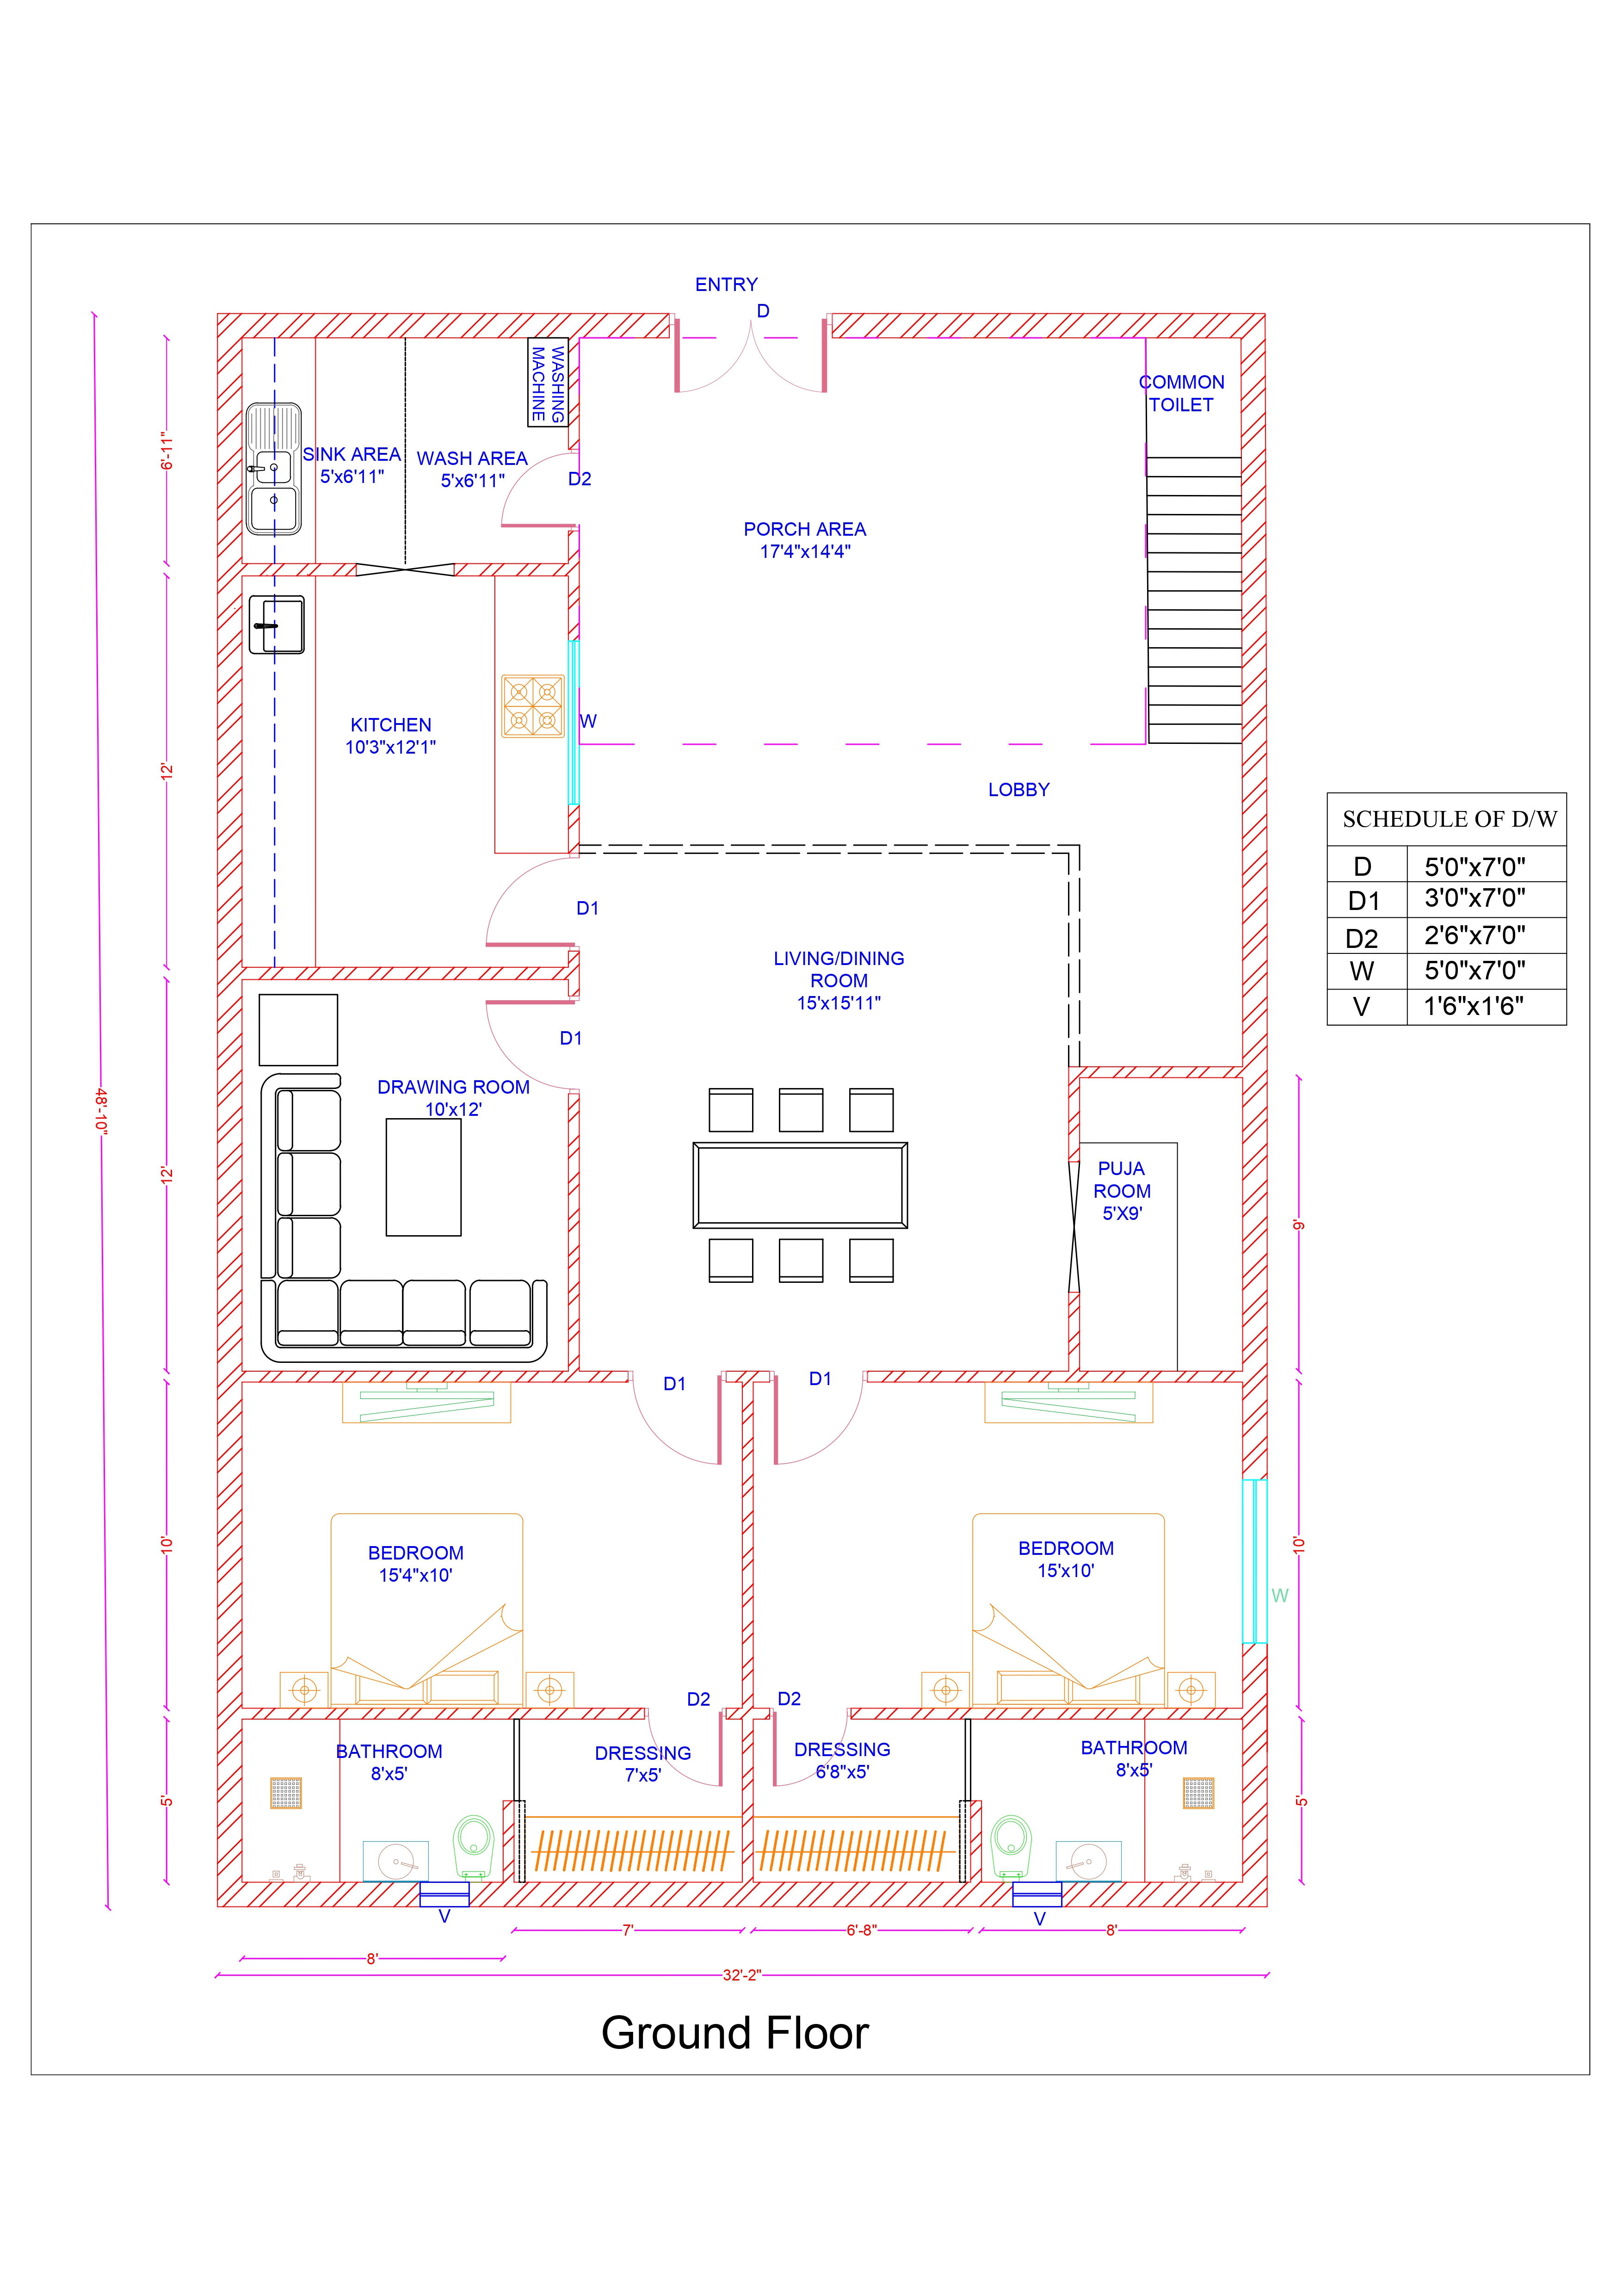 ENTRY
D
WASHING
MACHINE
COMMON
TOILET
SINK AREA
5'x6'11"
WASH AREA
5'x6'11"
D2
6'-11"
PORCH AREA
17'4"x14'4"
KITCHEN
10'3"x12'1"
W
12'
LOBBY
D1
LIVING/DINING
ROOM
15'x15'11"
D1
DRAWING ROOM
10'x12'
48'-10"
12'
PUJA
ROOM
5'X9'
9'
SCHEDULE OF D/W
D 5'0"x7'0"
D1 3'0"x7'0"
D2 2'6"x7'0"
W 5'0"x7'0"
V 1'6"x1'6"
D1
D1
BEDROOM
15'4"x10'
BEDROOM
15'x10'
10'
10'
W
D2
D2
BATHROOM
8'x5'
DRESSING
7'x5'
DRESSING
6'8"x5'
BATHROOM
8'x5'
5'
5'
V
V
7'
6'-8"
8'
8'
32'-2"
Ground Floor